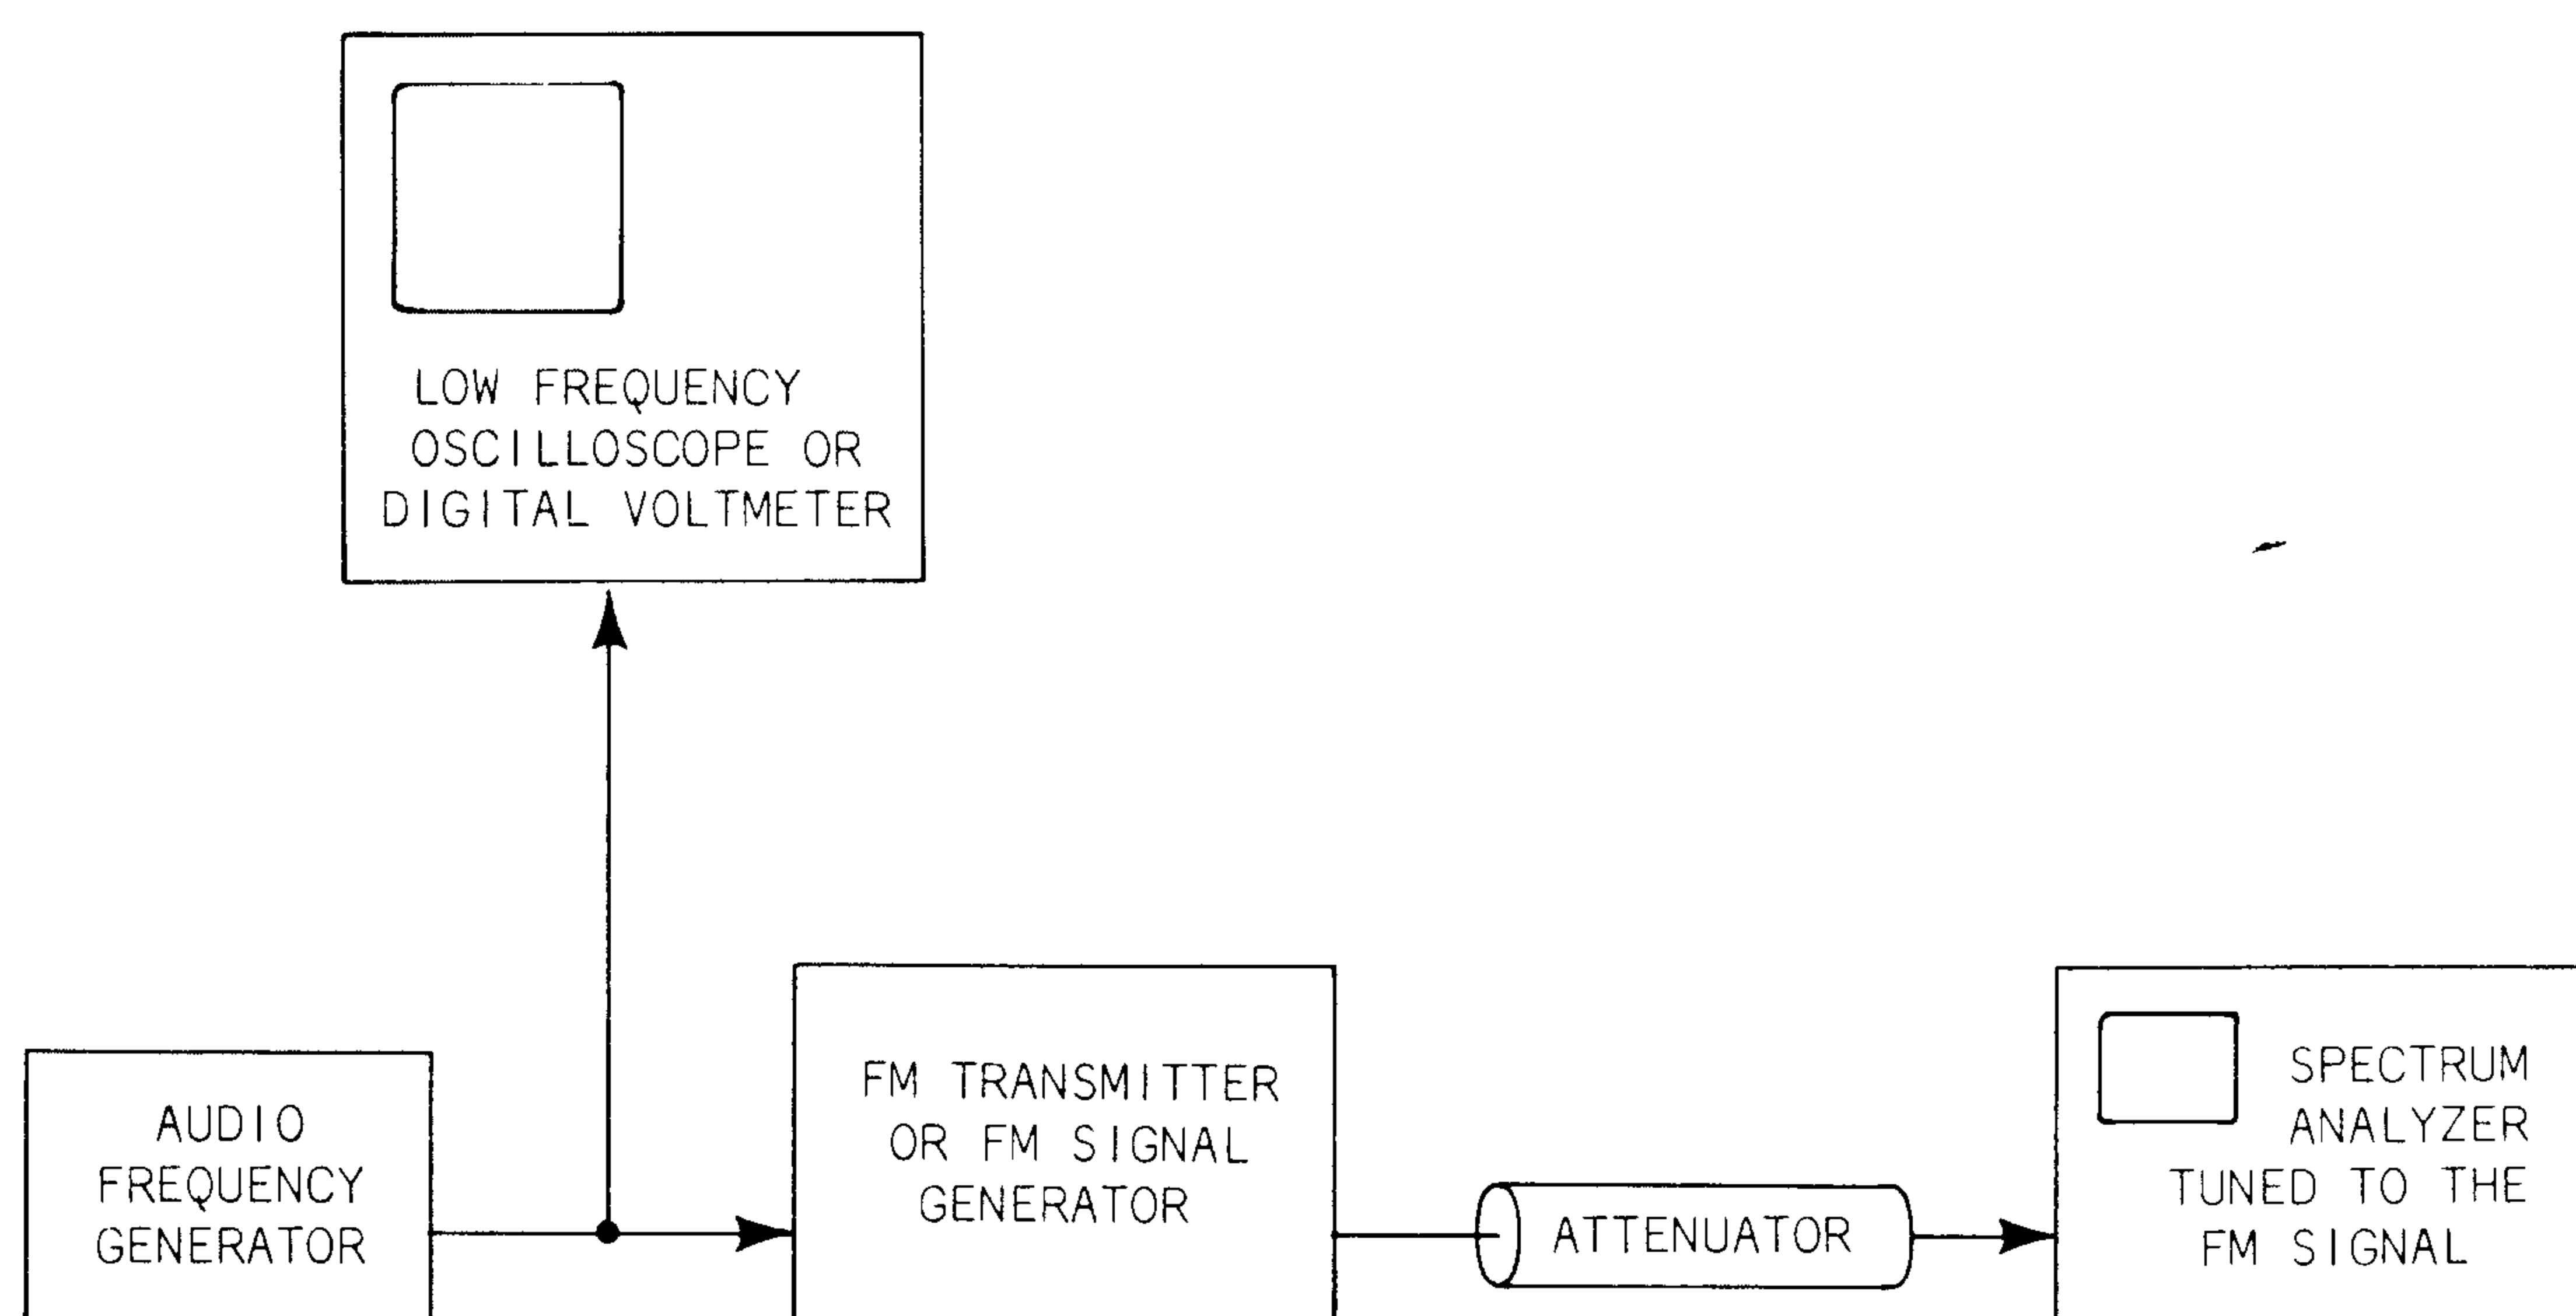 LOW FREQUENCY
OSCILLOSCOPE OR
DIGITAL VOLTMETER
AUDIO
FREQUENCY
GENERATOR
FM TRANSMITTER
OR FM SIGNAL
GENERATOR
ATTENUATOR
SPECTRUM
ANALYZER
TUNED TO THE
FM SIGNAL